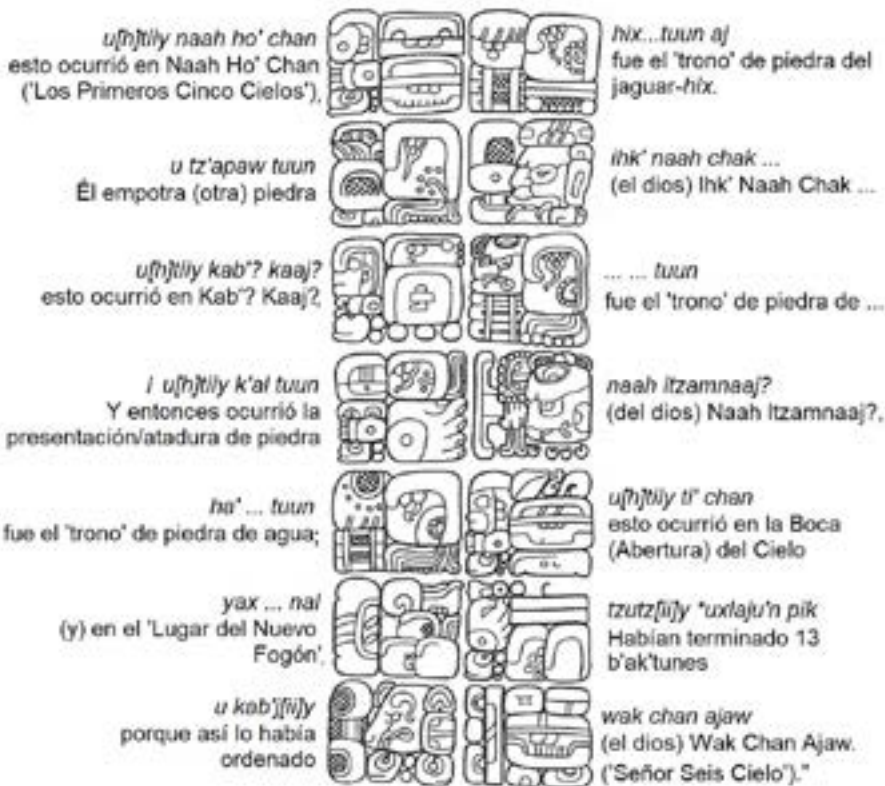 u[h]tiiy naah ho' chan
esto ocurrió en Naah Ho' Chan
('Los Primeros Cinco Cielos'),
hix...tuun aj
fue el 'trono' de piedra del
jaguar-hix.
u tz'apaw tuun
Él empotra (otra) piedra
ihk' naah chak ...
(el dios) Ihk' Naah Chak ...
u[h]tiiy kab'? kaaj?
esto ocurrió en Kab'? Kaaj?,
... ... tuun
fue el 'trono' de piedra de ...
i u[h]tiiy k'al tuun
Y entonces ocurrió la
presentación/atadura de piedra
naah itzamnaaj?
(del dios) Naah Itzamnaaj?,
ha' ... tuun
fue el 'trono' de piedra de agua;
u[h]tiiy ti' chan
esto ocurrió en la Boca
(Abertura) del Cielo
yax ... nal
(y) en el 'Lugar del Nuevo
Fogón',
tzutz[ii]y *uxlaju'n pik
Habían terminado 13
b'ak'tunes
u kab'j[ii]y
porque así lo había
ordenado
wak chan ajaw
(el dios) Wak Chan Ajaw.
('Señor Seis Cielo')."